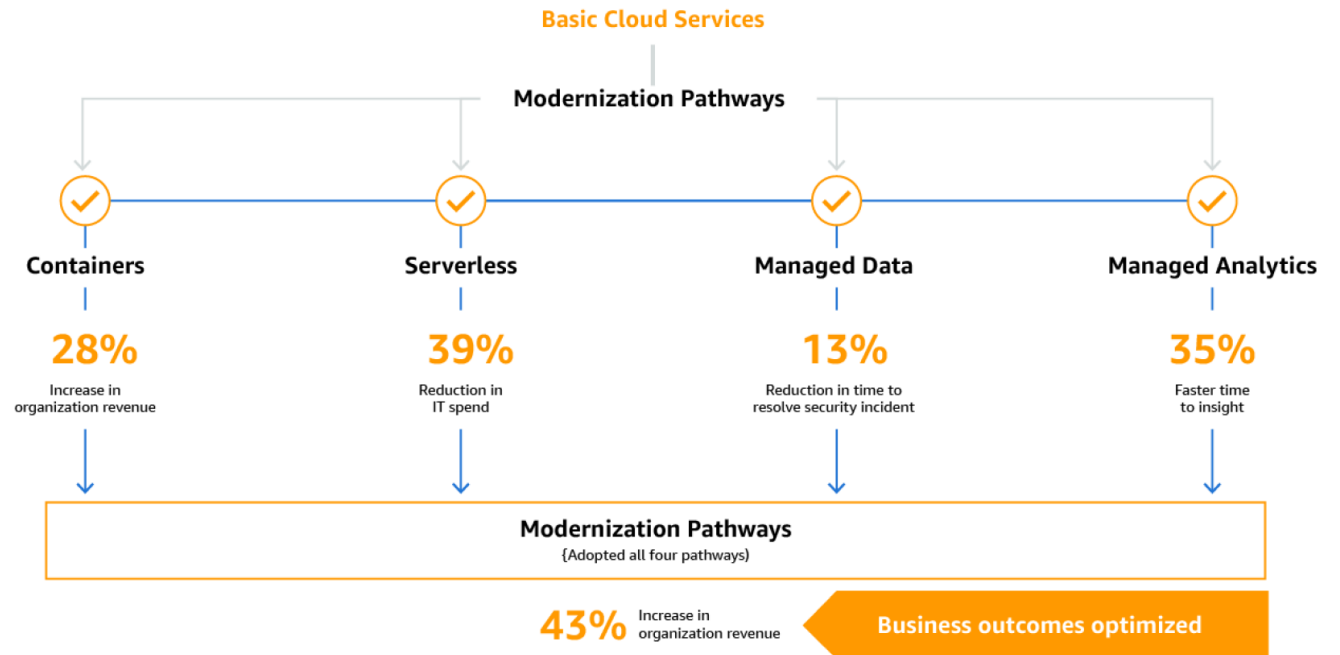 Basic Cloud Services
Modernization Pathways
Containers
Serverless
Managed Data
Managed Analytics
28%
39%
13%
35%
Increase in
organization revenue
Reduction in
IT spend
Reduction in time to
resolve security incident
Faster time
to insight
Modernization Pathways
{Adopted all four pathways)
43%
Increase in
organization revenue
Business outcomes optimized